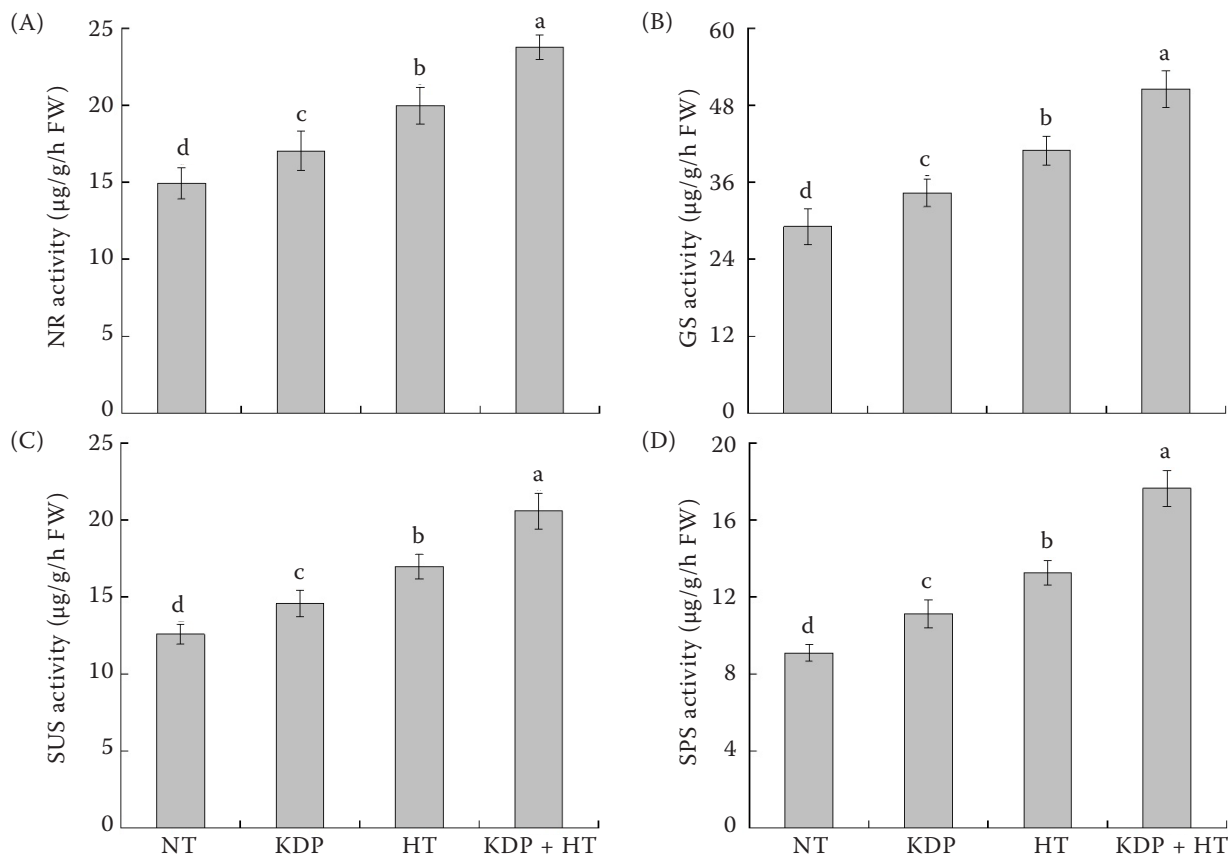 (A)
NR activity (µg/g/h FW)
25
20
15
10
5
0
d
c
b
a
(B)
GS activity (µg/g/h FW)
60
48
36
24
12
0
d
c
b
a
(C)
SUS activity (µg/g/h FW)
25
20
15
10
5
0
d
c
b
a
NT KDP HT KDP + HT
(D)
SPS activity (µg/g/h FW)
20
16
12
8
4
0
d
c
b
a
NT KDP HT KDP + HT